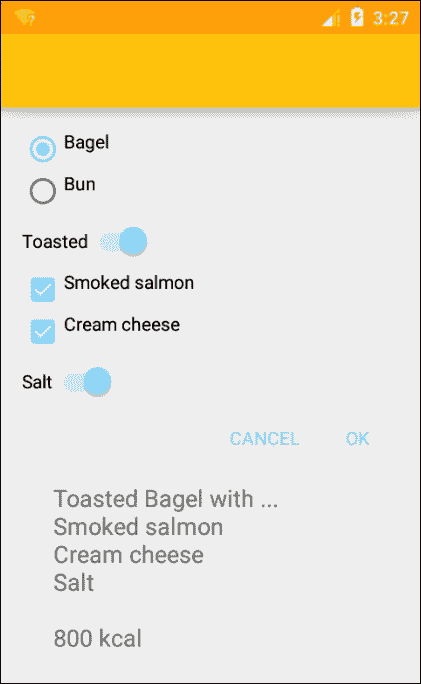 3:27
Bagel
Bun
Toasted
Smoked salmon
Cream cheese
Salt
CANCEL OK
Toasted Bagel with ...
Smoked salmon
Cream cheese
Salt
800 kcal